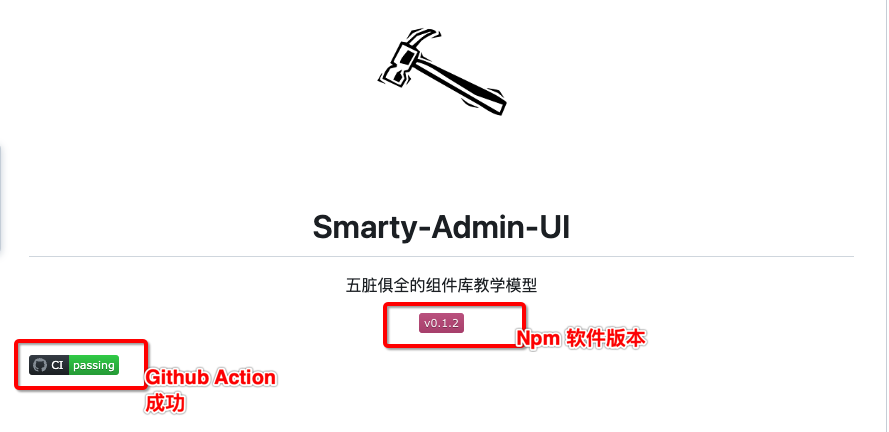 Smarty-Admin-UI
五脏俱全的组件库教学模型
v0.1.2
Npm 软件版本
CI passing
Github Action
成功